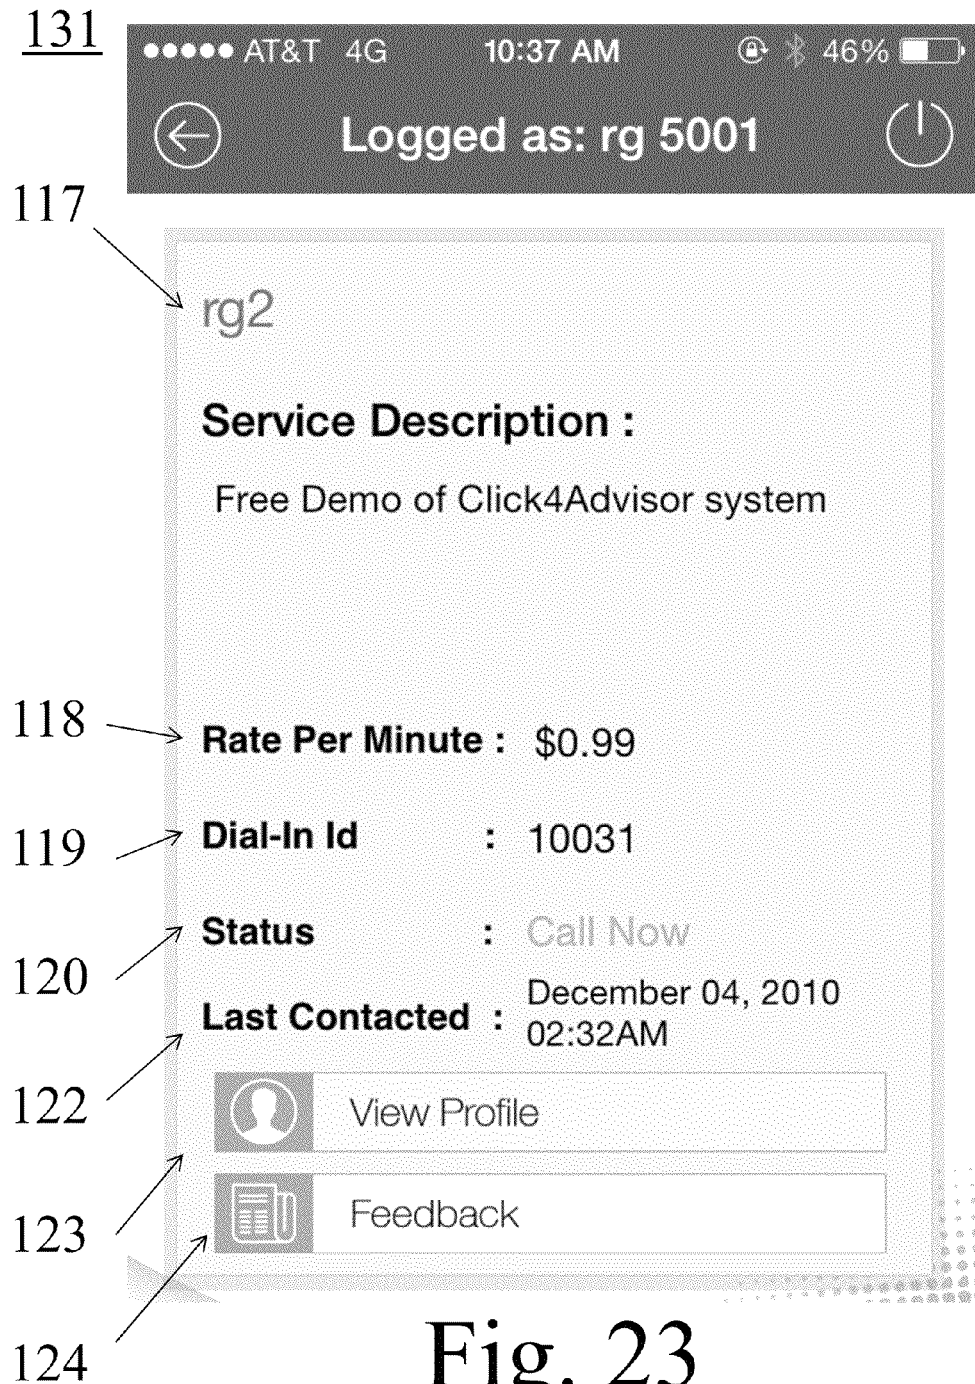 131
AT&T 4G 10:37 AM 46%
Logged as: rg 5001
117
rg2
Service Description :
Free Demo of Click4Advisor system
118
Rate Per Minute : $0.99
119
Dial-In Id : 10031
120
Status : Call Now
122
Last Contacted : December 04, 2010
02:32AM
View Profile
123
Feedback
124
Fig. 23